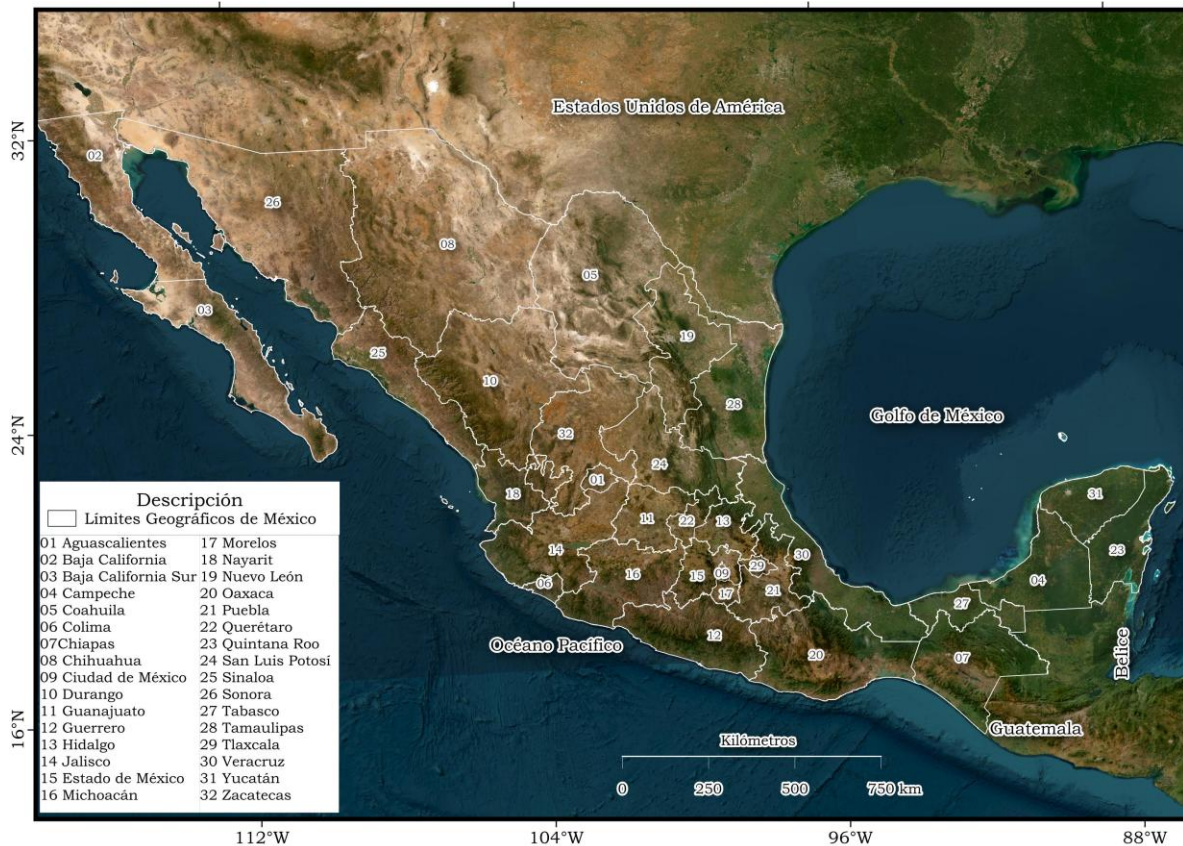 Estados Unidos de América
32°N
02
26
08
05
03
19
25
10
28
Golfo de México
24°N
32
24
01
18
31
11
22
13
14
30
23
29
09
15
16
04
06
21
17
27
12
Océano Pacífico
20
07
Belice
Guatemala
16°N
Kilómetros
0 250 500 750 km
Descripción
Límites Geográficos de México
01 Aguascalientes
02 Baja California
03 Baja California Sur
04 Campeche
05 Coahuila
06 Colima
07Chiapas
08 Chihuahua
09 Ciudad de México
10 Durango
11 Guanajuato
12 Guerrero
13 Hidalgo
14 Jalisco
15 Estado de México
16 Michoacán
17 Morelos
18 Nayarit
19 Nuevo León
20 Oaxaca
21 Puebla
22 Querétaro
23 Quintana Roo
24 San Luis Potosí
25 Sinaloa
26 Sonora
27 Tabasco
28 Tamaulipas
29 Tlaxcala
30 Veracruz
31 Yucatán
32 Zacatecas
112°W 104°W 96°W 88°W